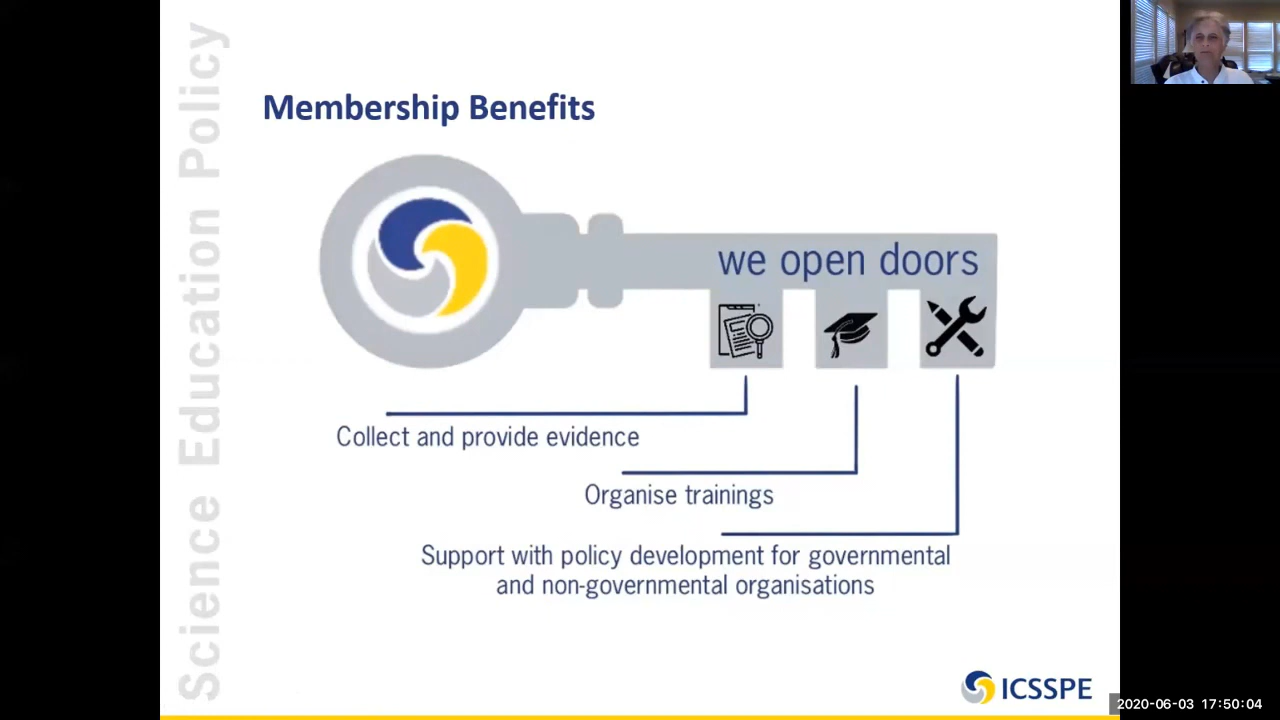 Science Education Policy
Membership Benefits
we open doors
Collect and provide evidence
Organise trainings
Support with policy development for governmental
and non-governmental organisations
ICSSPE
2020-06-03 17:50:04